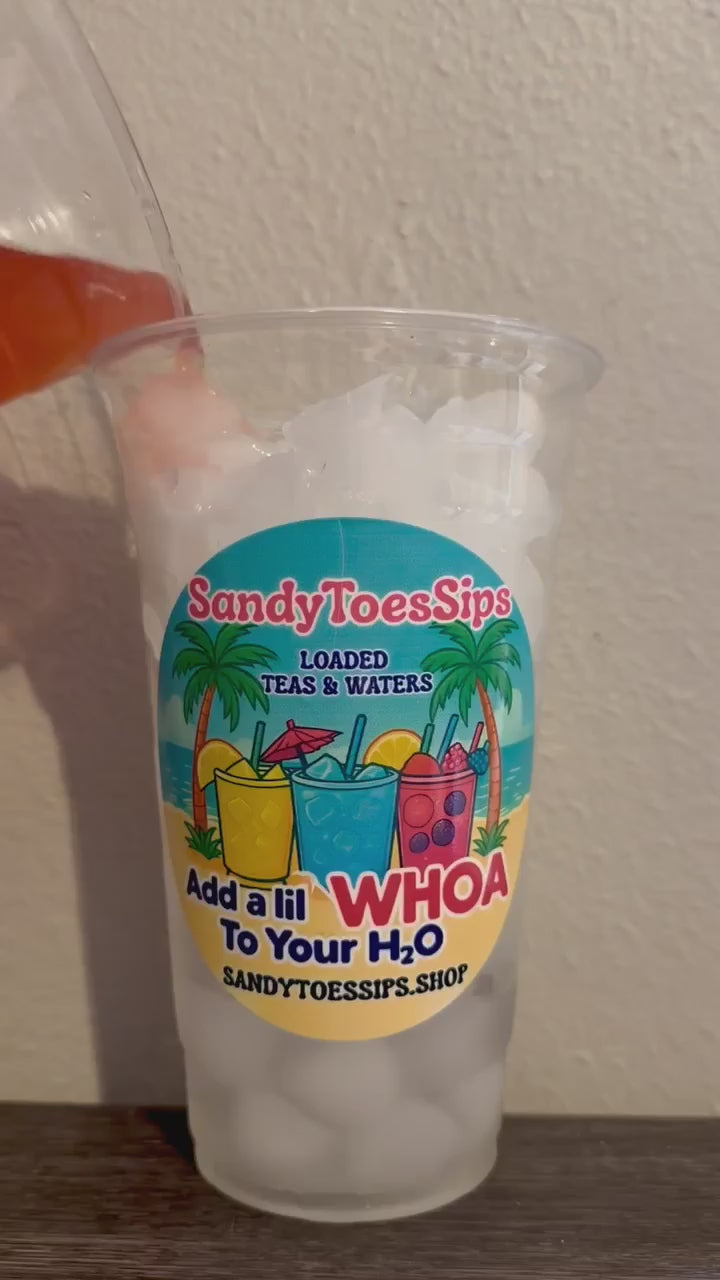 SandyToesSips
LOADED
TEAS & WATERS
Add a lil WHOA
To Your H₂O
SANDYTOESSIPS.SHOP